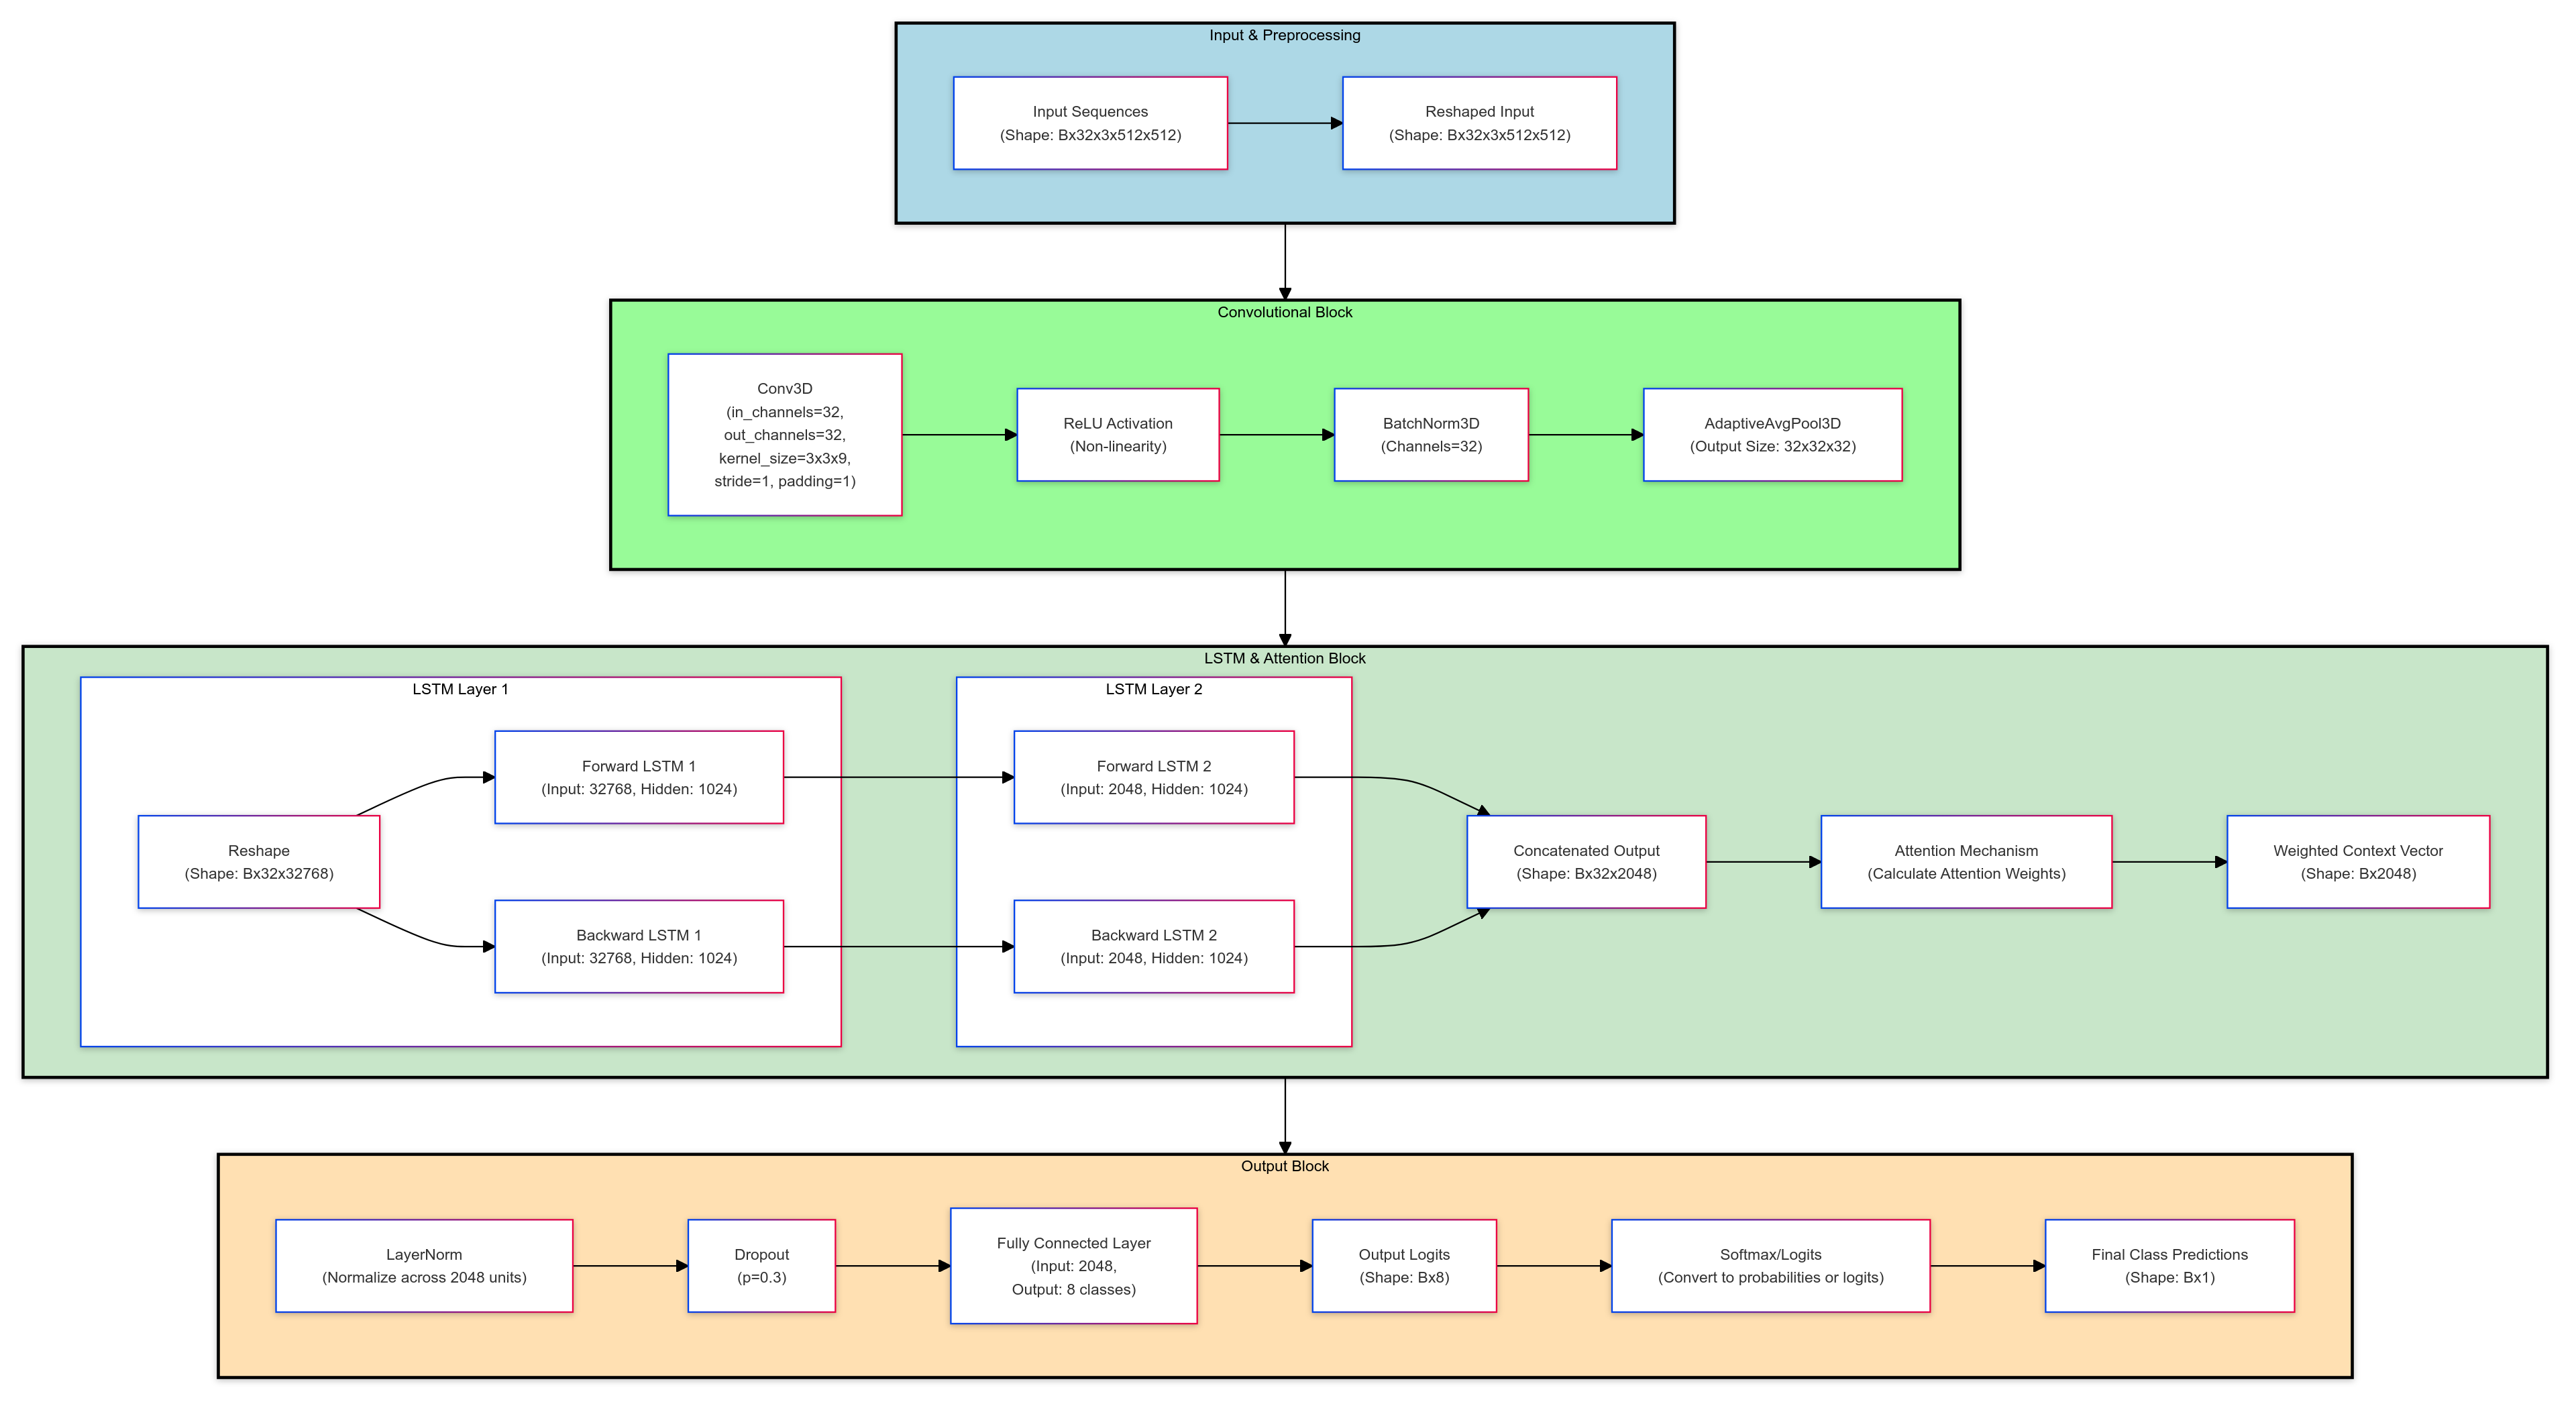 Input & Preprocessing
Input Sequences
(Shape: Bx32x3x512x512)
Reshaped Input
(Shape: Bx32x3x512x512)
Convolutional Block
Conv3D
(in_channels=32,
out_channels=32,
kernel_size=3x3x9,
stride=1, padding=1)
ReLU Activation
(Non-linearity)
BatchNorm3D
(Channels=32)
AdaptiveAvgPool3D
(Output Size: 32x32x32)
LSTM & Attention Block
LSTM Layer 1
Reshape
(Shape: Bx32x32768)
Forward LSTM 1
(Input: 32768, Hidden: 1024)
Backward LSTM 1
(Input: 32768, Hidden: 1024)
LSTM Layer 2
Forward LSTM 2
(Input: 2048, Hidden: 1024)
Backward LSTM 2
(Input: 2048, Hidden: 1024)
Concatenated Output
(Shape: Bx32x2048)
Attention Mechanism
(Calculate Attention Weights)
Weighted Context Vector
(Shape: Bx2048)
Output Block
LayerNorm
(Normalize across 2048 units)
Dropout
(p=0.3)
Fully Connected Layer
(Input: 2048,
Output: 8 classes)
Output Logits
(Shape: Bx8)
Softmax/Logits
(Convert to probabilities or logits)
Final Class Predictions
(Shape: Bx1)